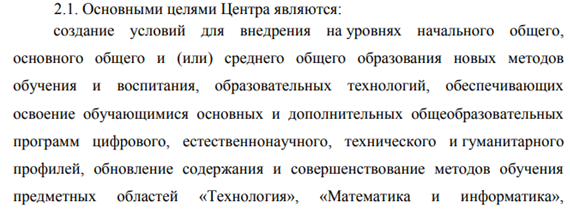 2.1. Основными целями Центра являются:
создание условий для внедрения на уровнях начального общего,
основного общего и (или) среднего общего образования новых методов
обучения и воспитания, образовательных технологий, обеспечивающих
освоение обучающимися основных и дополнительных общеобразовательных
программ цифрового, естественнонаучного, технического и гуманитарного
профилей, обновление содержания и совершенствование методов обучения
предметных областей «Технология», «Математика и информатика»,